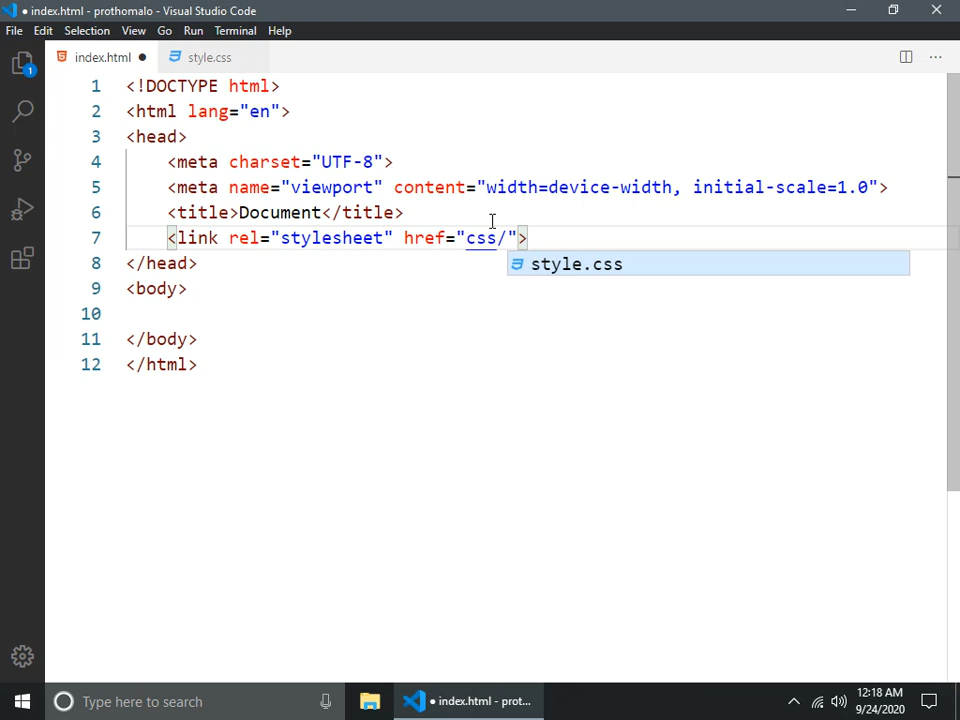 ● index.html - prothomalo - Visual Studio Code
File Edit Selection View Go Run Terminal Help
index.html ● style.css
1 <!DOCTYPE html>
2 <html lang="en">
3 <head>
4 <meta charset="UTF-8">
5 <meta name="viewport" content="width=device-width, initial-scale=1.0">
6 <title>Document</title>
7 <link rel="stylesheet" href="css/">
style.css
8 </head>
9 <body>
10
11 </body>
12 </html>
1
Type here to search
● index.html - prot...
12:18 AM
9/24/2020